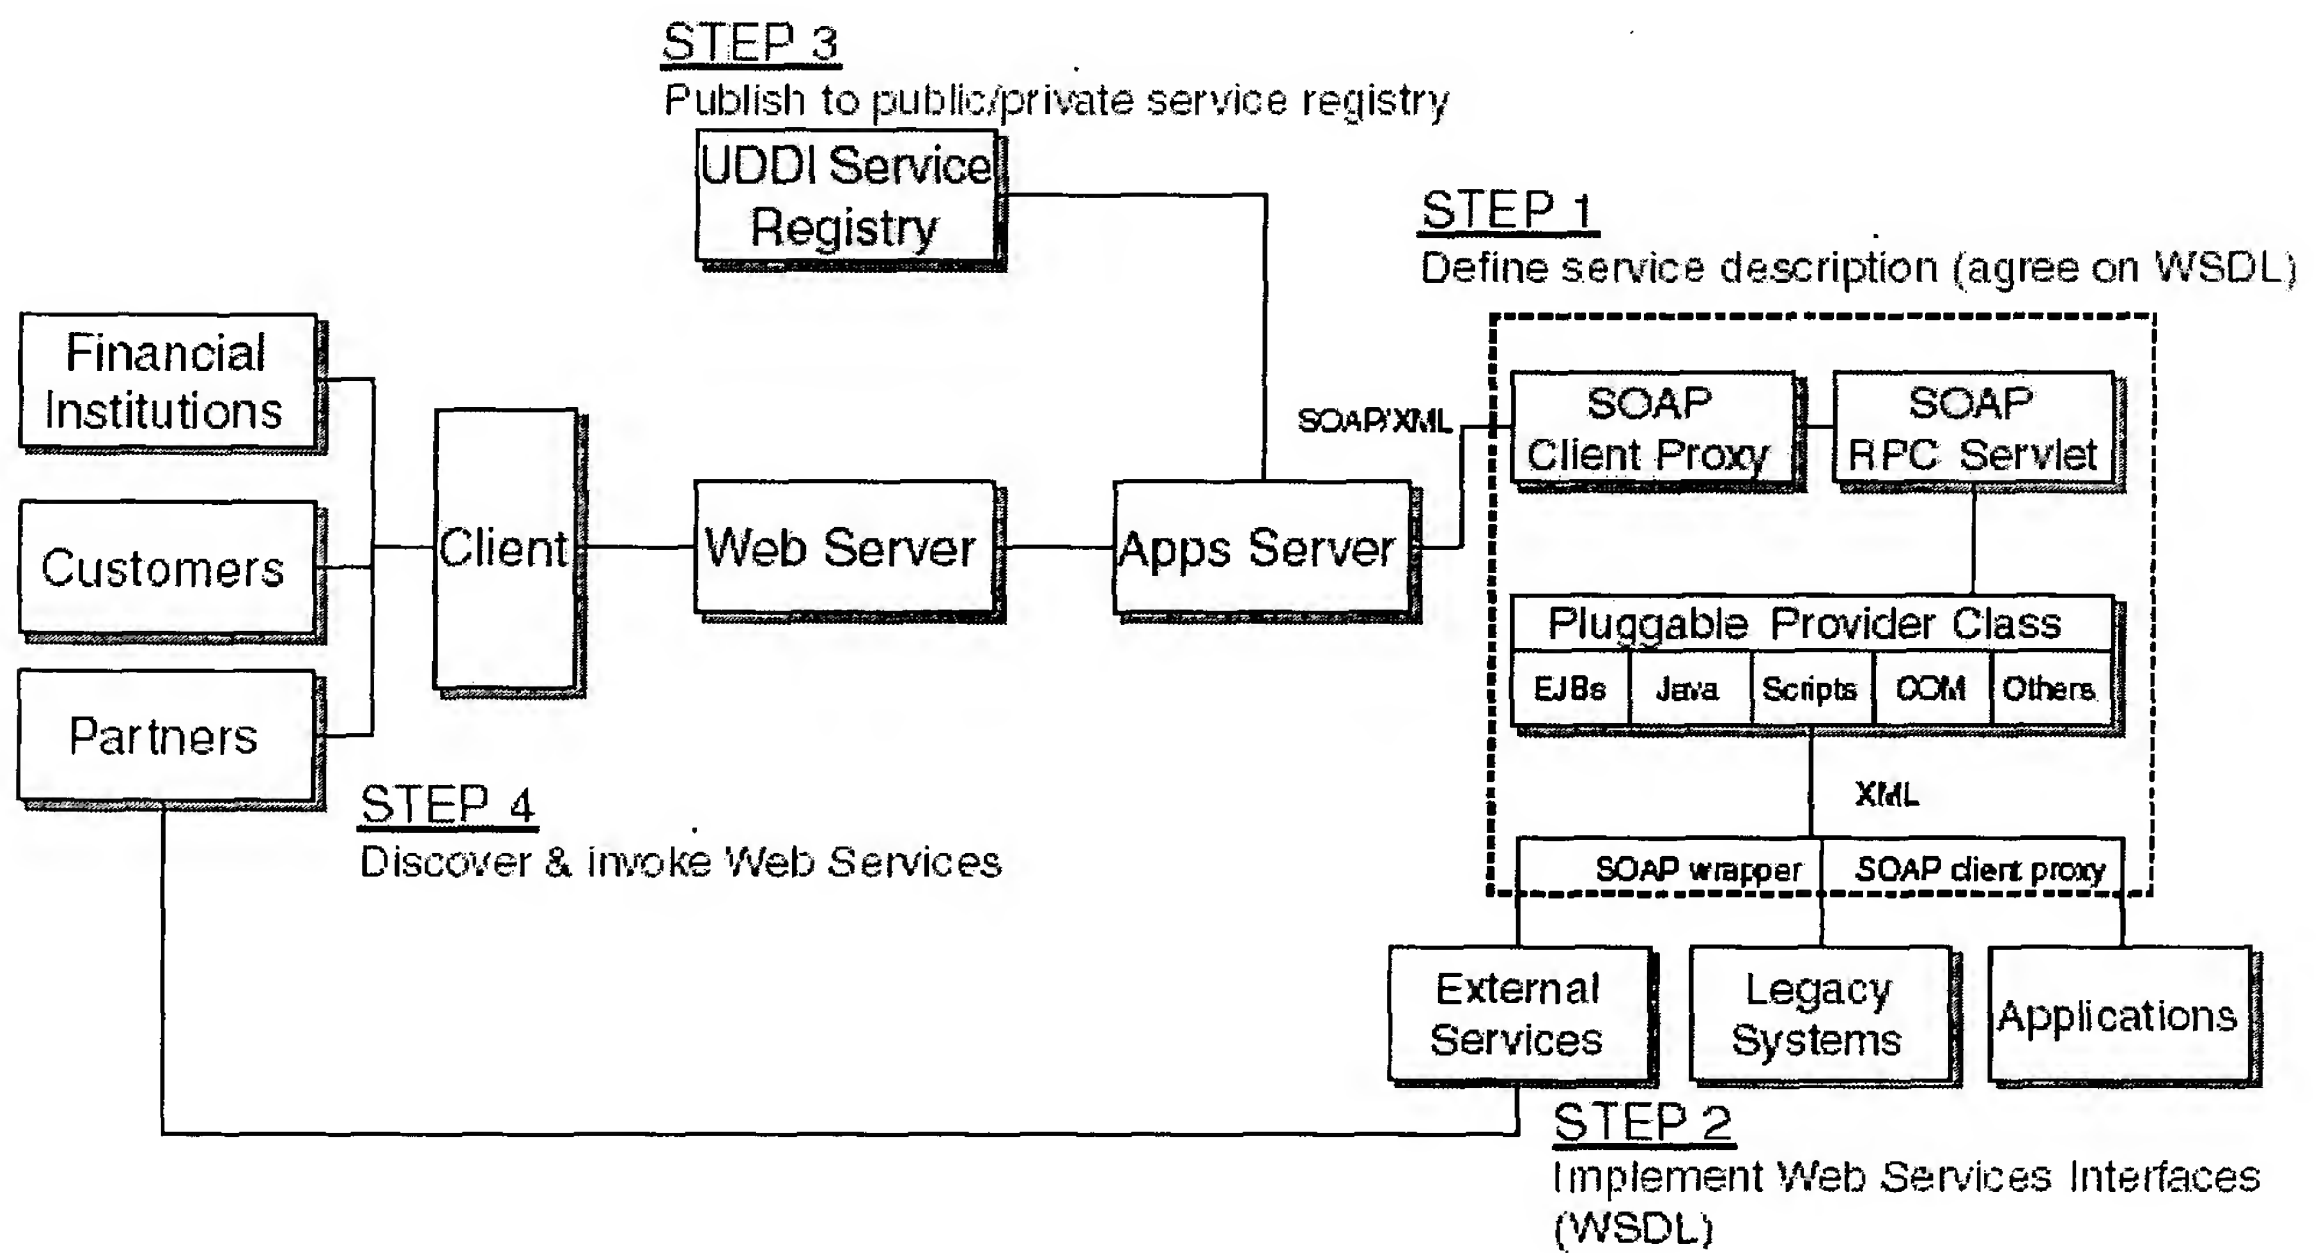 STEP 3
Publish to public/private service registry
UDDI Service
Registry
STEP 1
Define service description (agree on WSDL)
Financial
Institutions
Customers
Partners
Client
Web Server
Apps Server
SOAP/XML
SOAP
Client Proxy
SOAP
RPC Servlet
Pluggable Provider Class
EJBs
Java
Scripts
COM
Others
XML
SOAP wrapper
SOAP client proxy
STEP 4
Discover & invoke Web Services
External
Services
Legacy
Systems
Applications
STEP 2
Implement Web Services Interfaces
(WSDL)